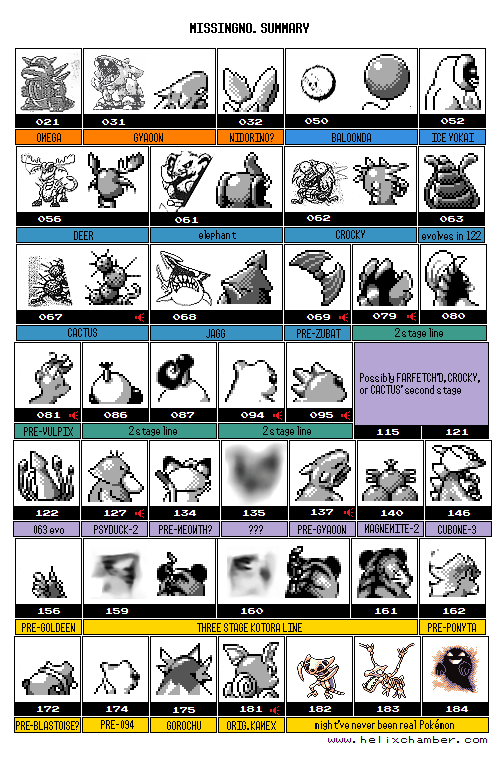 MISSINGNO. SUMMARY
021 031 032 050 052
OMEGA GYAOON NIDORINO? BALOONDA ICE YOKAI
056 061 062 063
DEER elephant CROCKY evolves in 122
067 068 069 079 080
CACTUS JAGG PRE-ZUBAT 2 stage line
081 086 087 094 095
Possibly FARFETCH'D, CROCKY,
or CACTUS' second stage
115 121
PRE-VULPIX 2 stage line 2 stage line
122 127 134 135 137 140 146
063 evo PSYDUCK-2 PRE-MEOWTH? ??? PRE-GYAOON MAGNEMITE-2 CUBONE-3
156 159 160 161 162
PRE-GOLDEEN THREE STAGE KOTORA LINE PRE-PONYTA
172 174 175 181 182 183 184
PRE-BLASTOISE? PRE-094 GOROCHU ORIG.KAMEX might've never been real Pokémon
www.helixchamber.com